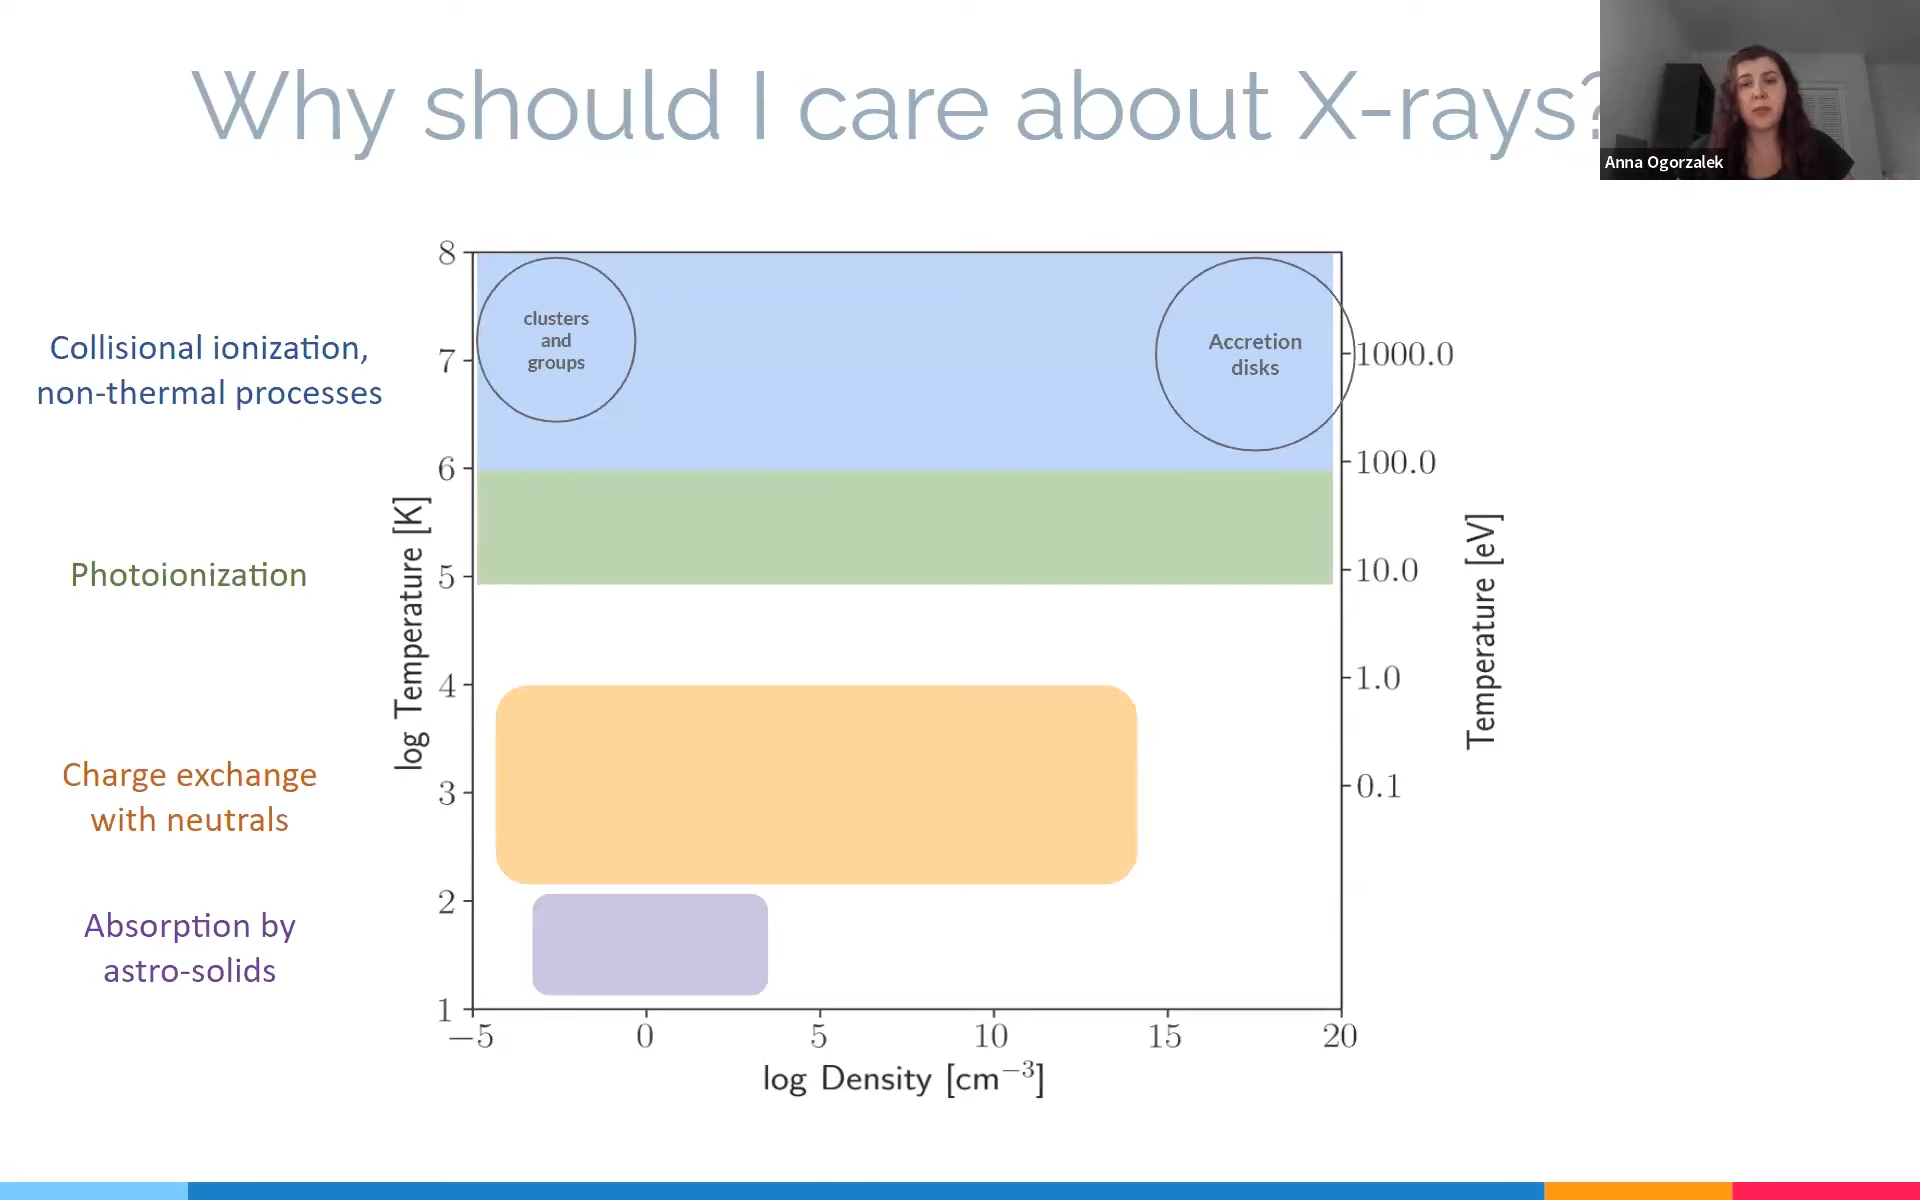 Why should I care about X-rays?
Anna Ogorzalek
Collisional ionization,
non-thermal processes
Photoionization
Charge exchange
with neutrals
Absorption by
astro-solids
log Temperature [K]
8
7
6
5
4
3
2
1
clusters
and
groups
Accretion
disks
1000.0
100.0
10.0
1.0
0.1
Temperature [eV]
−5 0 5 10 15 20
log Density [cm⁻³]